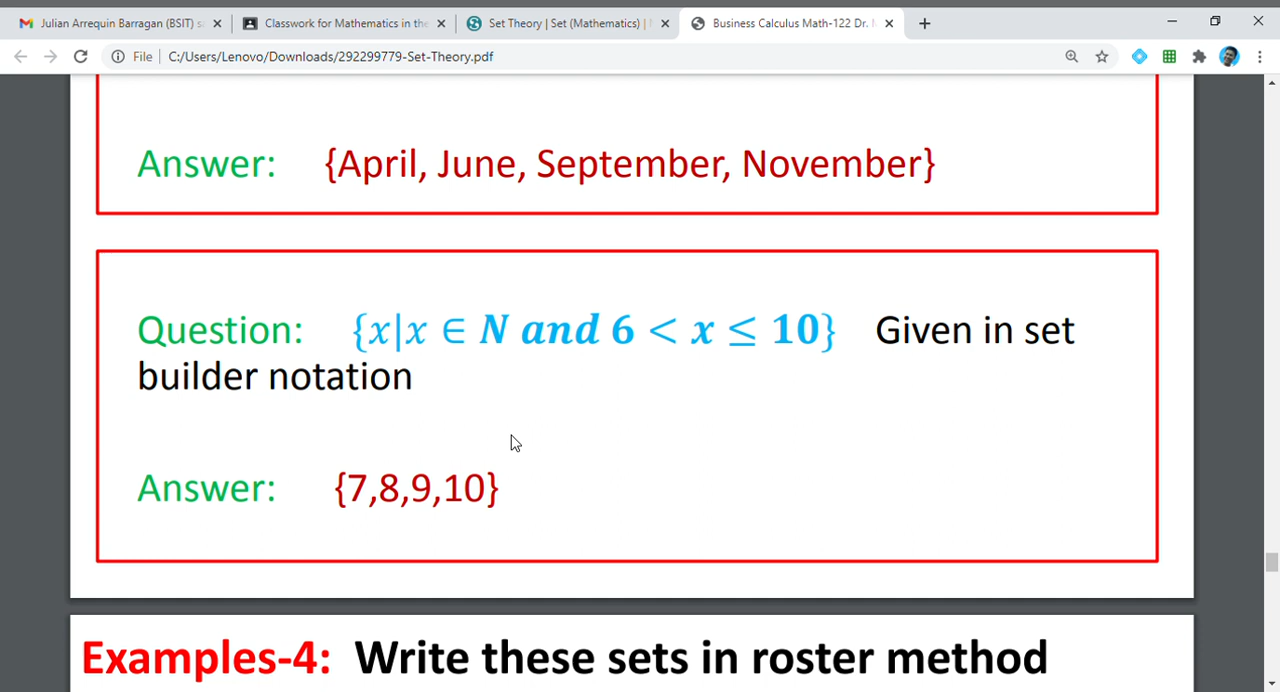 Julian Arrequin Barragan (BSIT) sa
Classwork for Mathematics in the
Set Theory | Set (Mathematics) |
Business Calculus Math-122 Dr.
File
C:/Users/Lenovo/Downloads/292299779-Set-Theory.pdf
Answer: {April, June, September, November}
Question: {x|x ∈ N and 6 < x ≤ 10} Given in set
builder notation
Answer: {7,8,9,10}
Examples-4: Write these sets in roster method